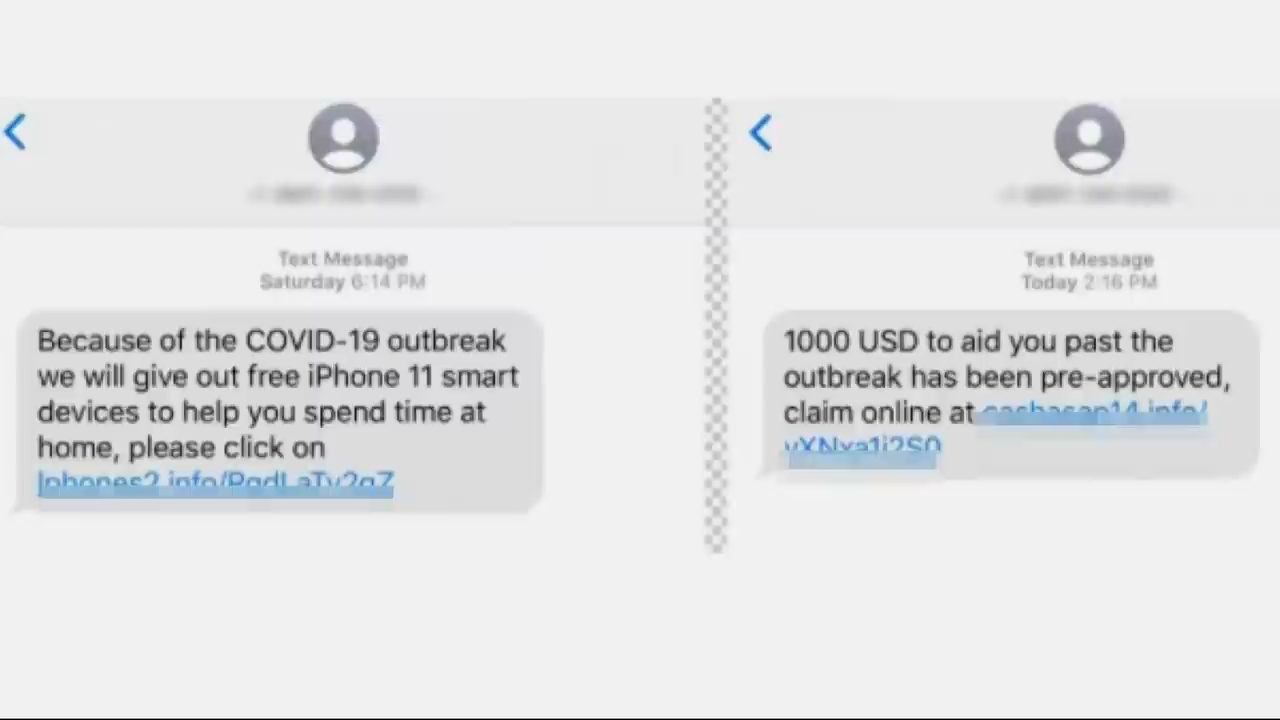 Text Message
Saturday 6:14 PM
Because of the COVID-19 outbreak
we will give out free iPhone 11 smart
devices to help you spend time at
home, please click on
Text Message
Today 2:16 PM
1000 USD to aid you past the
outbreak has been pre-approved,
claim online at